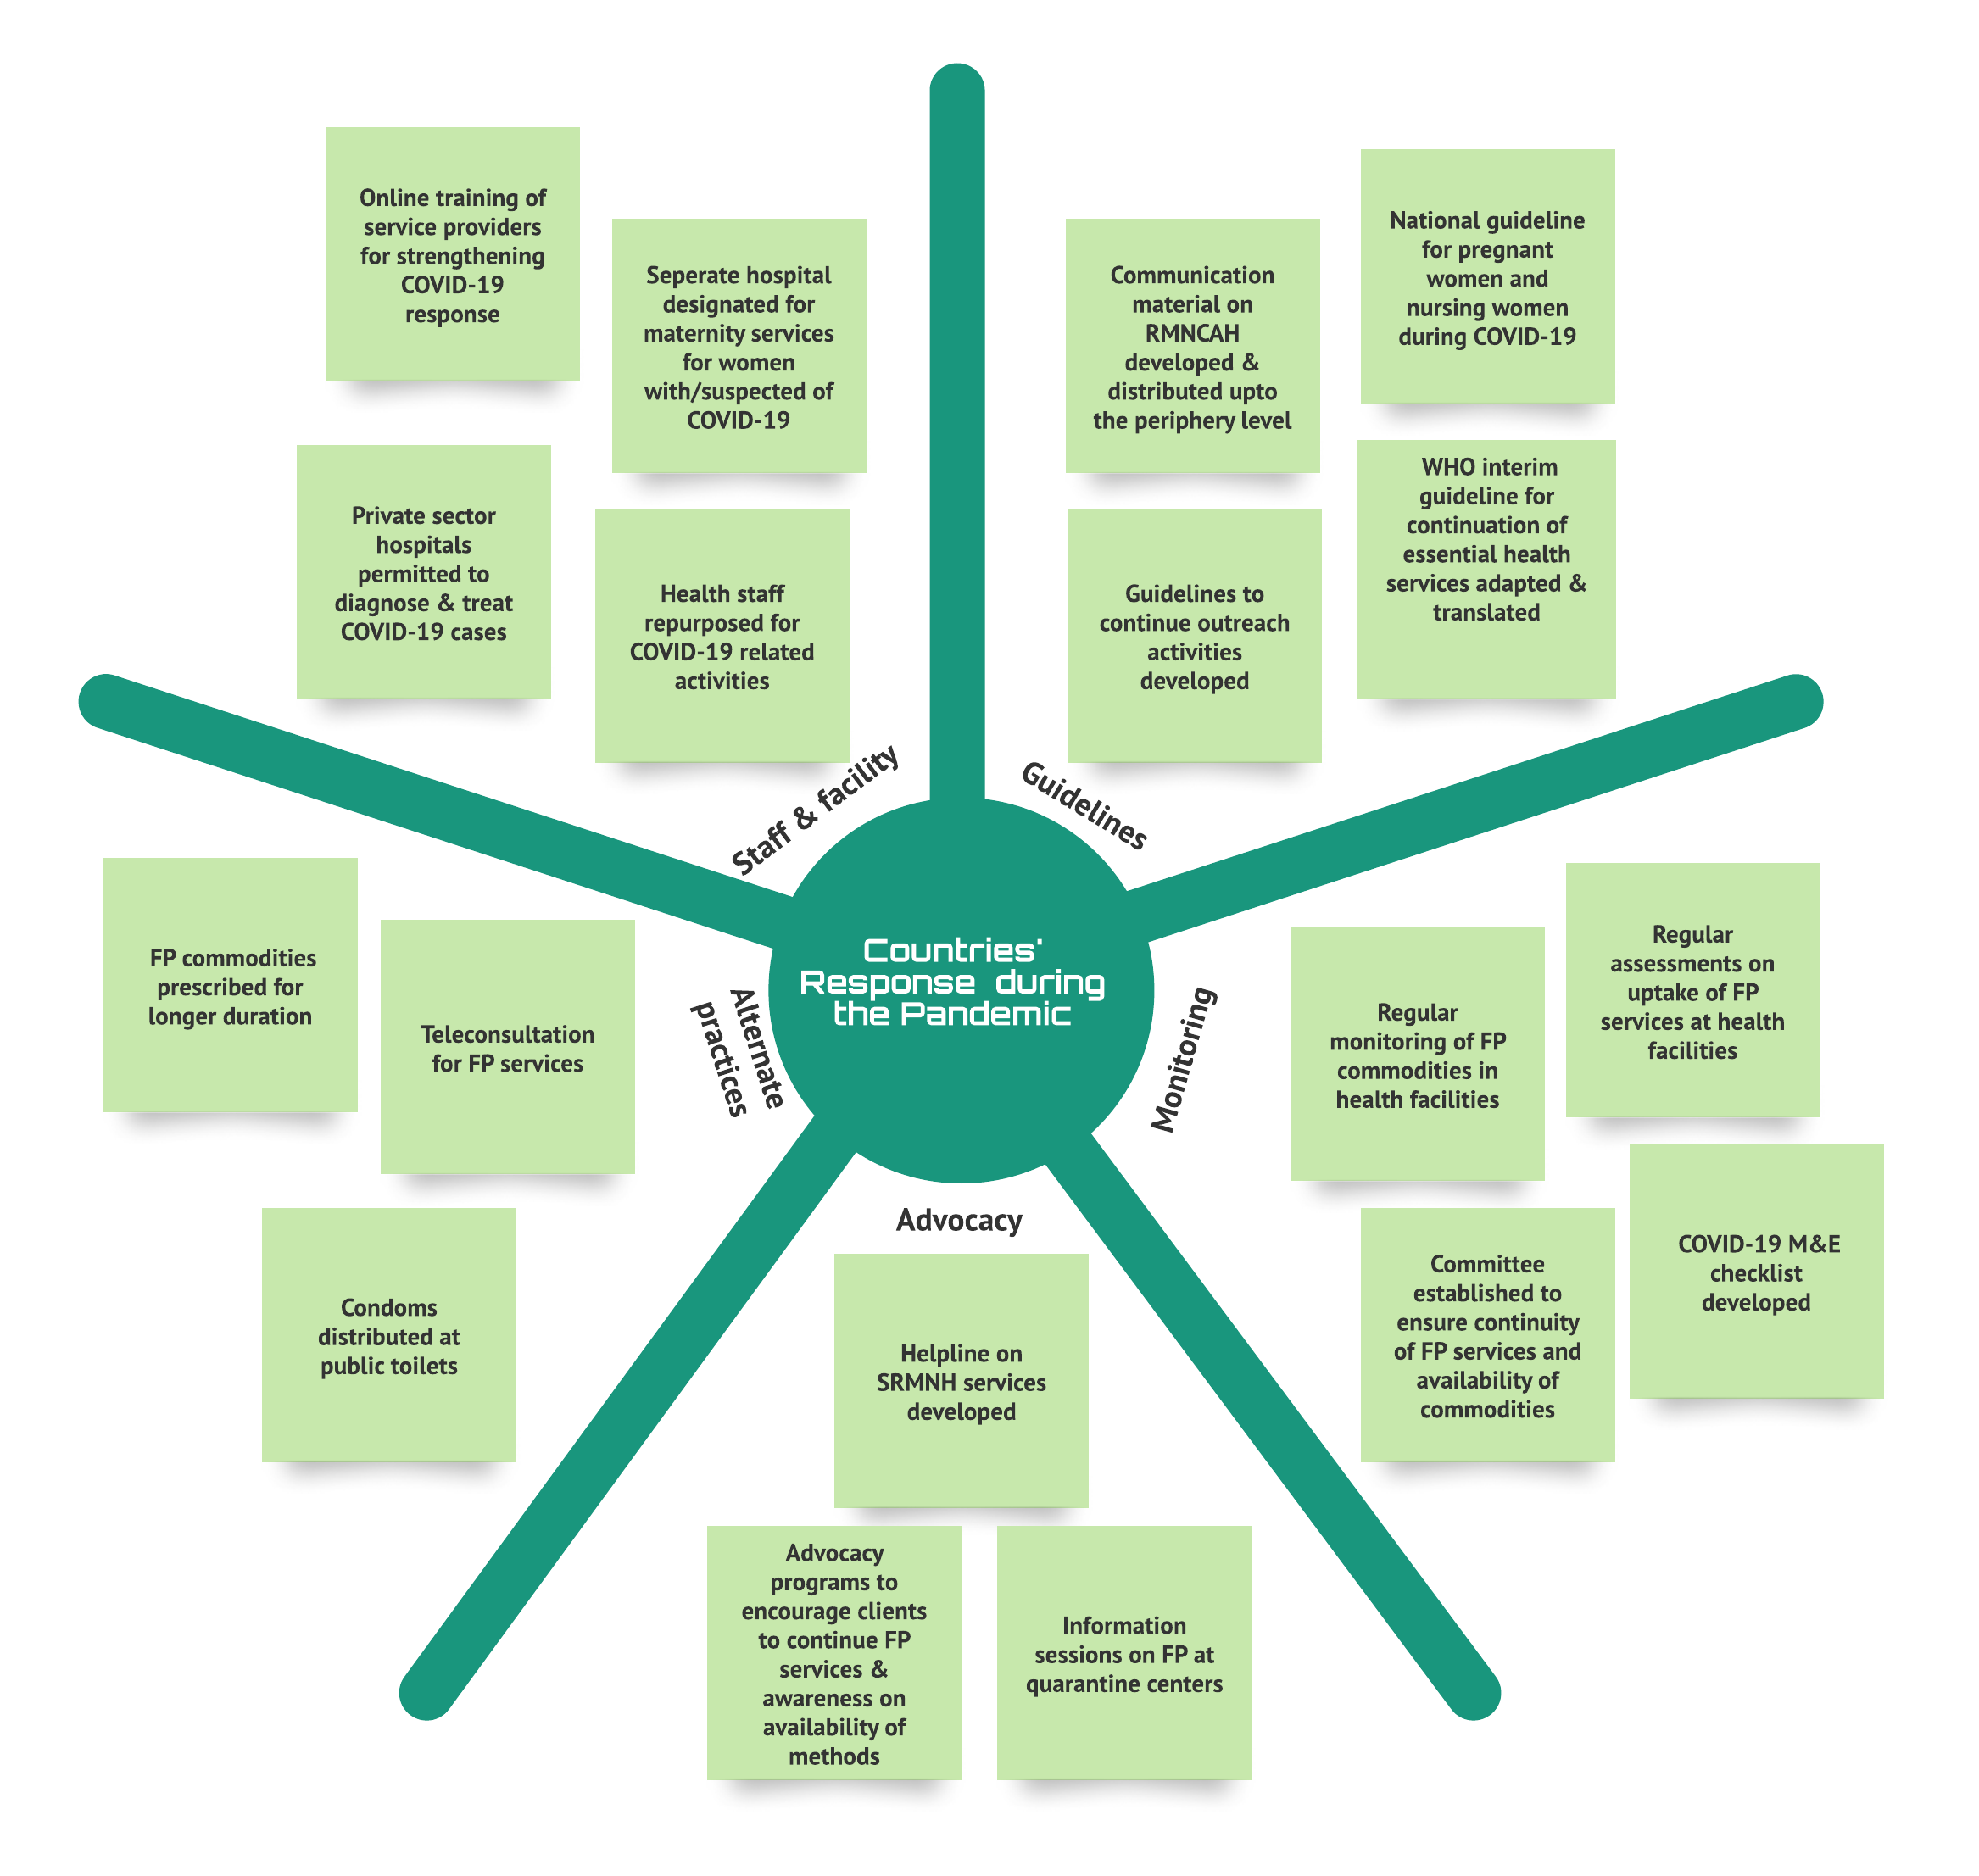 Online training of
service providers
for strengthening
COVID-19
response
Seperate hospital
designated for
maternity services
for women
with/suspected of
COVID-19
Private sector
hospitals
permitted to
diagnose & treat
COVID-19 cases
Health staff
repurposed for
COVID-19 related
activities
Staff & facility
Communication
material on
RMNCAH
developed &
distributed upto
the periphery level
National guideline
for pregnant
women and
nursing women
during COVID-19
Guidelines to
continue outreach
activities
developed
WHO interim
guideline for
continuation of
essential health
services adapted &
translated
Guidelines
Countries'
Response during
the Pandemic
FP commodities
prescribed for
longer duration
Teleconsultation
for FP services
Condoms
distributed at
public toilets
Alternate
practices
Monitoring
Regular
monitoring of FP
commodities in
health facilities
Regular
assessments on
uptake of FP
services at health
facilities
Committee
established to
ensure continuity
of FP services and
availability of
commodities
COVID-19 M&E
checklist
developed
Advocacy
Helpline on
SRMNH services
developed
Advocacy
programs to
encourage clients
to continue FP
services &
awareness on
availability of
methods
Information
sessions on FP at
quarantine centers